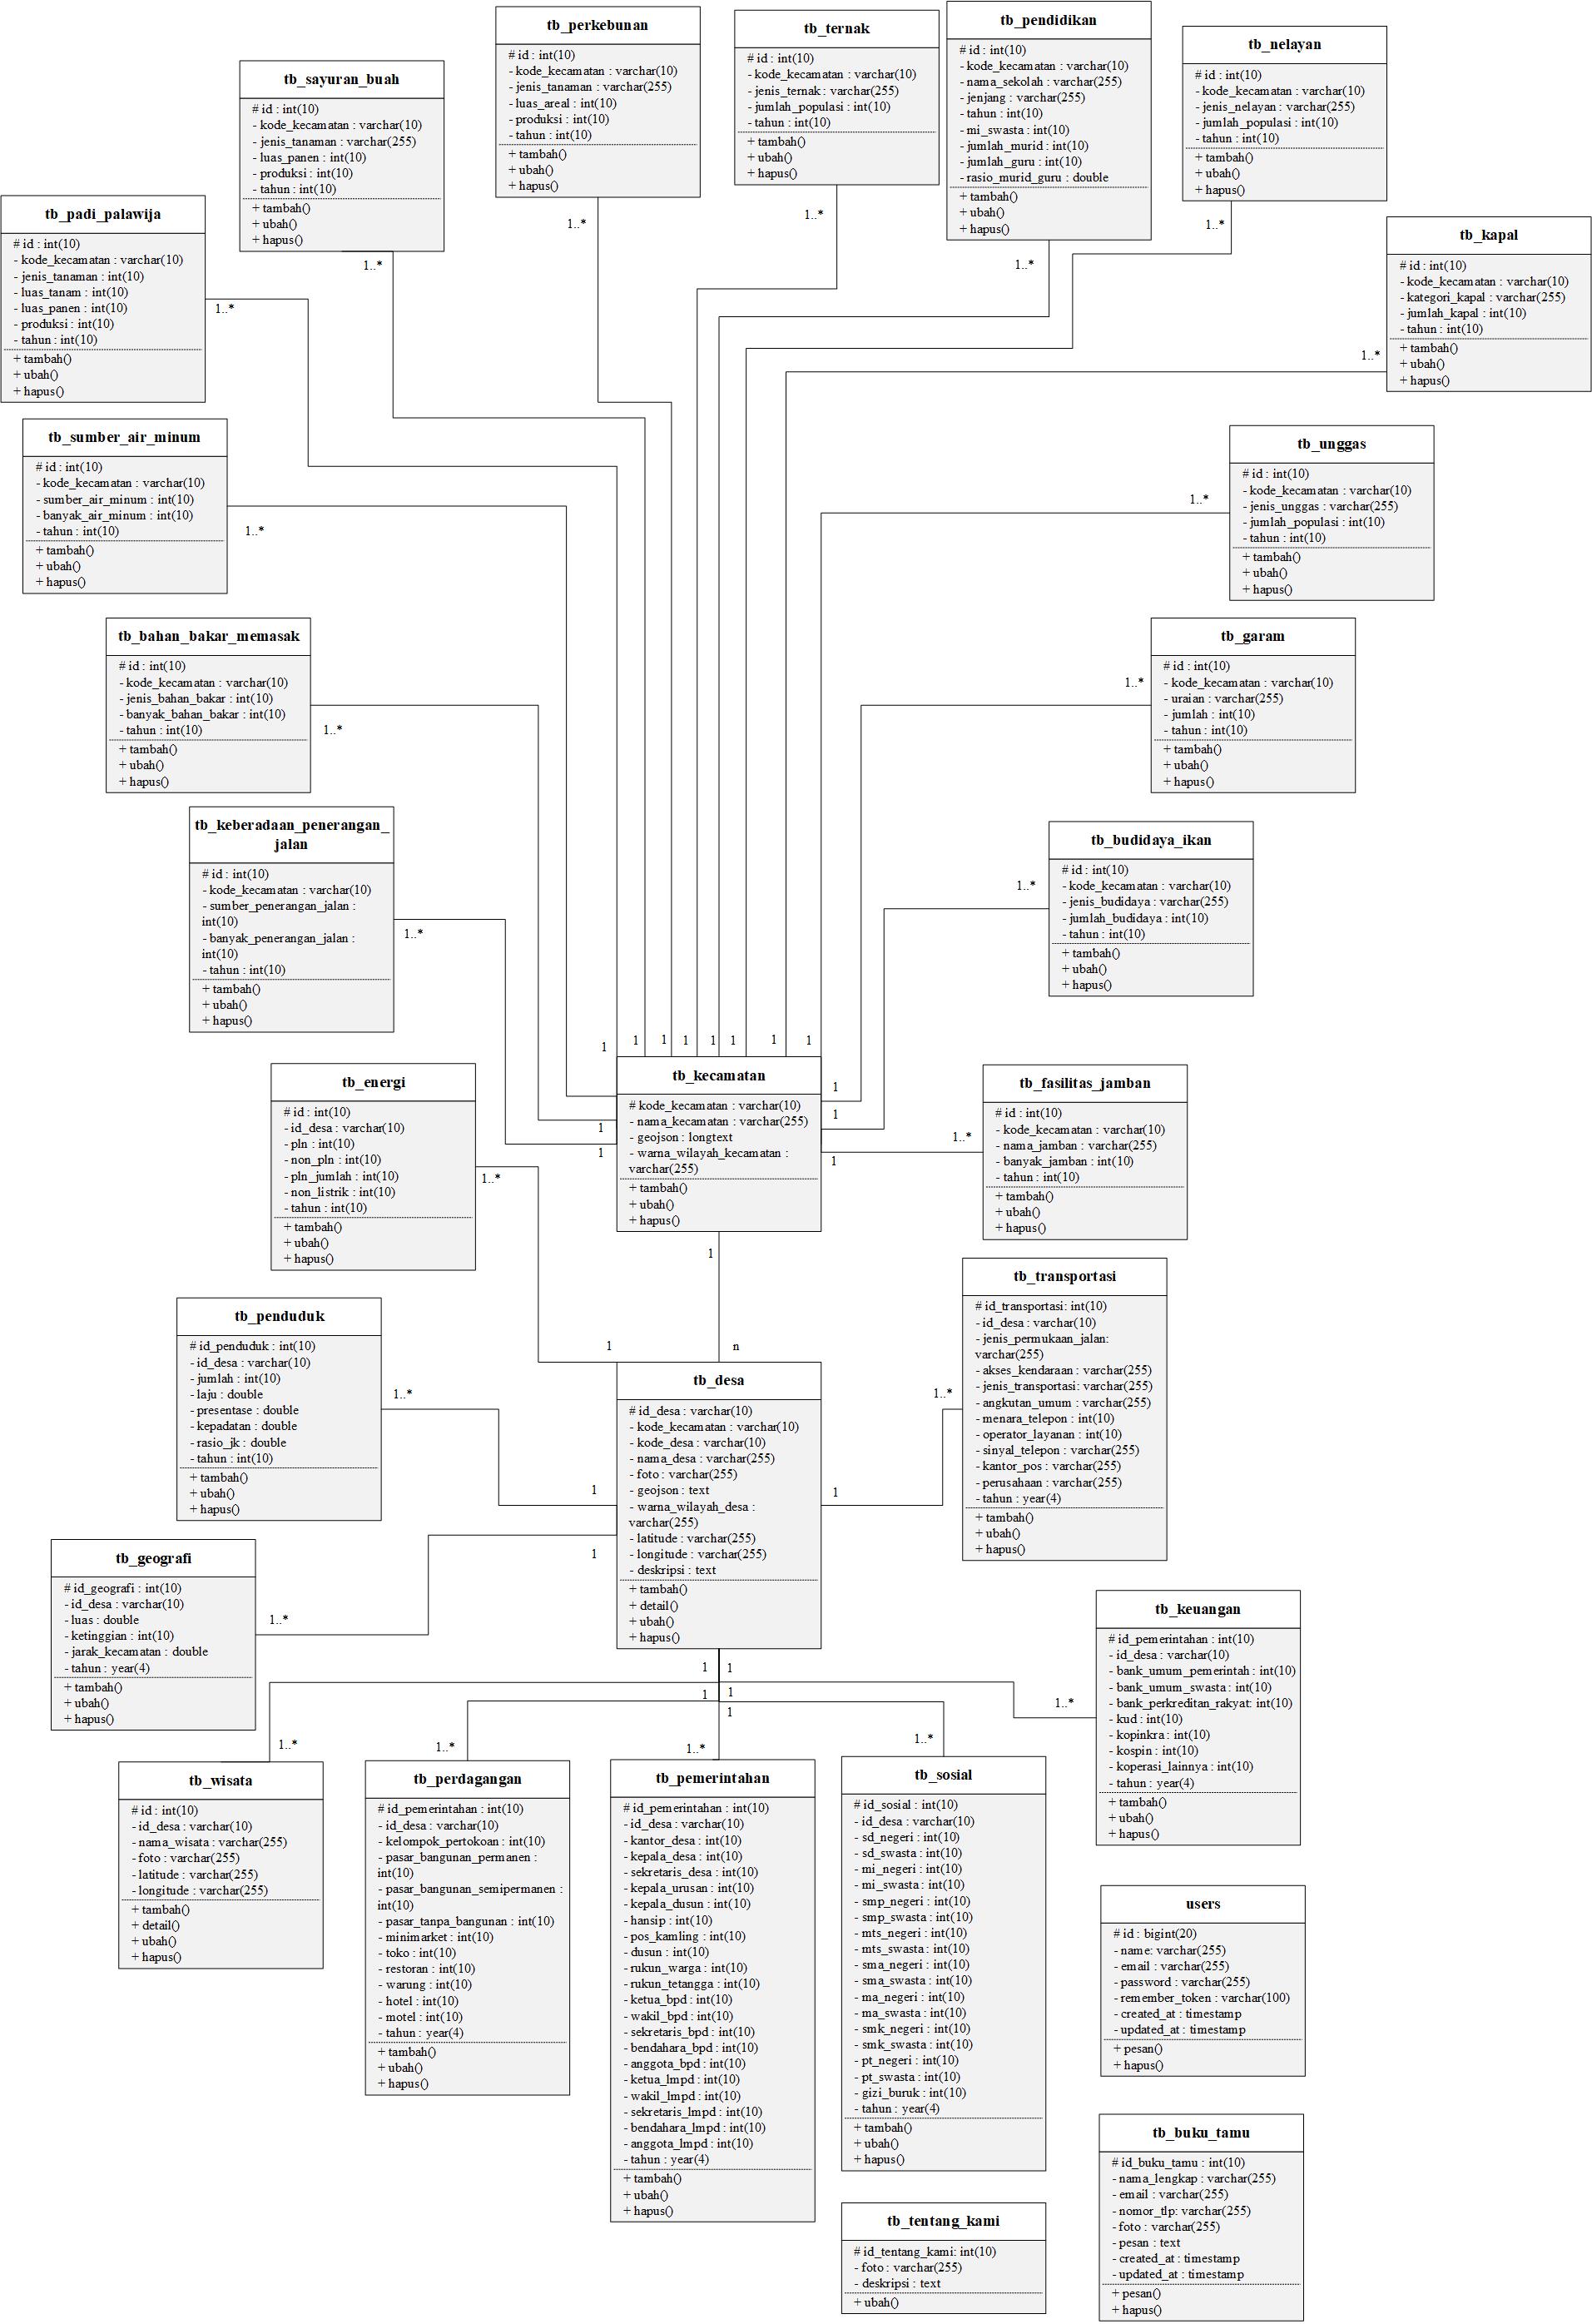 tb_perkebunan
# id : int(10)
- kode_kecamatan : varchar(10)
- jenis_tanaman : varchar(255)
- luas_areal : int(10)
- produksi : int(10)
- tahun : int(10)
+ tambah()
+ ubah()
+ hapus()
1..*
tb_ternak
# id : int(10)
- kode_kecamatan : varchar(10)
- jenis_ternak : varchar(255)
- jumlah_populasi : int(10)
- tahun : int(10)
+ tambah()
+ ubah()
+ hapus()
1..*
tb_pendidikan
# id : int(10)
- kode_kecamatan : varchar(10)
- nama_sekolah : varchar(255)
- jenjang : varchar(255)
- tahun : int(10)
- mi_swasta : int(10)
- jumlah_murid : int(10)
- jumlah_guru : int(10)
- rasio_murid_guru : double
+ tambah()
+ ubah()
+ hapus()
1..*
tb_nelayan
# id : int(10)
- kode_kecamatan : varchar(10)
- jenis_nelayan : varchar(255)
- jumlah_populasi : int(10)
- tahun : int(10)
+ tambah()
+ ubah()
+ hapus()
1..*
tb_sayuran_buah
# id : int(10)
- kode_kecamatan : varchar(10)
- jenis_tanaman : varchar(255)
- luas_panen : int(10)
- produksi : int(10)
- tahun : int(10)
+ tambah()
+ ubah()
+ hapus()
1..*
tb_padi_palawija
# id : int(10)
- kode_kecamatan : varchar(10)
- jenis_tanaman : int(10)
- luas_tanam : int(10)
- luas_panen : int(10)
- produksi : int(10)
- tahun : int(10)
+ tambah()
+ ubah()
+ hapus()
1..*
tb_kapal
# id : int(10)
- kode_kecamatan : varchar(10)
- kategori_kapal : varchar(255)
- jumlah_kapal : int(10)
- tahun : int(10)
+ tambah()
+ ubah()
+ hapus()
1..*
tb_sumber_air_minum
# id : int(10)
- kode_kecamatan : varchar(10)
- sumber_air_minum : int(10)
- banyak_air_minum : int(10)
- tahun : int(10)
+ tambah()
+ ubah()
+ hapus()
1..*
tb_unggas
# id : int(10)
- kode_kecamatan : varchar(10)
- jenis_unggas : varchar(255)
- jumlah_populasi : int(10)
- tahun : int(10)
+ tambah()
+ ubah()
+ hapus()
1..*
tb_bahan_bakar_memasak
# id : int(10)
- kode_kecamatan : varchar(10)
- jenis_bahan_bakar : int(10)
- banyak_bahan_bakar : int(10)
- tahun : int(10)
+ tambah()
+ ubah()
+ hapus()
1..*
tb_garam
# id : int(10)
- kode_kecamatan : varchar(10)
- uraian : varchar(255)
- jumlah : int(10)
- tahun : int(10)
+ tambah()
+ ubah()
+ hapus()
1..*
tb_keberadaan_penerangan_
jalan
# id : int(10)
- kode_kecamatan : varchar(10)
- sumber_penerangan_jalan :
int(10)
- banyak_penerangan_jalan :
int(10)
- tahun : int(10)
+ tambah()
+ ubah()
+ hapus()
1..*
tb_budidaya_ikan
# id : int(10)
- kode_kecamatan : varchar(10)
- jenis_budidaya : varchar(255)
- jumlah_budidaya : int(10)
- tahun : int(10)
+ tambah()
+ ubah()
+ hapus()
1..*
1 1 1 1 1 1 1 1
tb_kecamatan
# kode_kecamatan : varchar(10)
- nama_kecamatan : varchar(255)
- geojson : longtext
- warna_wilayah_kecamatan :
varchar(255)
+ tambah()
+ ubah()
+ hapus()
1
1
1
1
1
1
n
tb_energi
# id : int(10)
- id_desa : varchar(10)
- pln : int(10)
- non_pln : int(10)
- pln_jumlah : int(10)
- non_listrik : int(10)
- tahun : int(10)
+ tambah()
+ ubah()
+ hapus()
1..*
1
tb_fasilitas_jamban
# id : int(10)
- kode_kecamatan : varchar(10)
- nama_jamban : varchar(255)
- banyak_jamban : int(10)
- tahun : int(10)
+ tambah()
+ ubah()
+ hapus()
1..*
tb_penduduk
# id_penduduk : int(10)
- id_desa : varchar(10)
- jumlah : int(10)
- laju : double
- presentase : double
- kepadatan : double
- rasio_jk : double
- tahun : int(10)
+ tambah()
+ ubah()
+ hapus()
1..*
1
tb_desa
# id_desa : varchar(10)
- kode_kecamatan : varchar(10)
- kode_desa : varchar(10)
- nama_desa : varchar(255)
- foto : varchar(255)
- geojson : text
- warna_wilayah_desa :
varchar(255)
- latitude : varchar(255)
- longitude : varchar(255)
- deskripsi : text
+ tambah()
+ detail()
+ ubah()
+ hapus()
tb_transportasi
# id_transportasi: int(10)
- id_desa : varchar(10)
- jenis_permukaan_jalan:
varchar(255)
- akses_kendaraan : varchar(255)
- jenis_transportasi: varchar(255)
- angkutan_umum : varchar(255)
- menara_telepon : int(10)
- operator_layanan : int(10)
- sinyal_telepon : varchar(255)
- kantor_pos : varchar(255)
- perusahaan : varchar(255)
- tahun : year(4)
+ tambah()
+ ubah()
+ hapus()
1..*
1
tb_geografi
# id_geografi : int(10)
- id_desa : varchar(10)
- luas : double
- ketinggian : int(10)
- jarak_kecamatan : double
- tahun : year(4)
+ tambah()
+ ubah()
+ hapus()
1..*
1
tb_keuangan
# id_pemerintahan : int(10)
- id_desa : varchar(10)
- bank_umum_pemerintah : int(10)
- bank_umum_swasta : int(10)
- bank_perkreditan_rakyat: int(10)
- kud : int(10)
- kopinkra : int(10)
- kospin : int(10)
- koperasi_lainnya : int(10)
- tahun : year(4)
+ tambah()
+ ubah()
+ hapus()
1..*
1 1
1 1
1
tb_wisata
# id : int(10)
- id_desa : varchar(10)
- nama_wisata : varchar(255)
- foto : varchar(255)
- latitude : varchar(255)
- longitude : varchar(255)
+ tambah()
+ detail()
+ ubah()
+ hapus()
1..*
tb_perdagangan
# id_pemerintahan : int(10)
- id_desa : varchar(10)
- kelompok_pertokoan : int(10)
- pasar_bangunan_permanen :
int(10)
- pasar_bangunan_semipermanen :
int(10)
- pasar_tanpa_bangunan : int(10)
- minimarket : int(10)
- toko : int(10)
- restoran : int(10)
- warung : int(10)
- hotel : int(10)
- motel : int(10)
- tahun : year(4)
+ tambah()
+ ubah()
+ hapus()
1..*
tb_pemerintahan
# id_pemerintahan : int(10)
- id_desa : varchar(10)
- kantor_desa : int(10)
- kepala_desa : int(10)
- sekretaris_desa : int(10)
- kepala_urusan : int(10)
- kepala_dusun : int(10)
- hansip : int(10)
- pos_kamling : int(10)
- dusun : int(10)
- rukun_warga : int(10)
- rukun_tetangga : int(10)
- ketua_bpd : int(10)
- wakil_bpd : int(10)
- sekretaris_bpd : int(10)
- bendahara_bpd : int(10)
- anggota_bpd : int(10)
- ketua_lmpd : int(10)
- wakil_lmpd : int(10)
- sekretaris_lmpd : int(10)
- bendahara_lmpd : int(10)
- anggota_lmpd : int(10)
- tahun : year(4)
+ tambah()
+ ubah()
+ hapus()
1..*
tb_sosial
# id_sosial : int(10)
- id_desa : varchar(10)
- sd_negeri : int(10)
- sd_swasta : int(10)
- mi_negeri : int(10)
- mi_swasta : int(10)
- smp_negeri : int(10)
- smp_swasta : int(10)
- mts_negeri : int(10)
- mts_swasta : int(10)
- sma_negeri : int(10)
- sma_swasta : int(10)
- ma_negeri : int(10)
- ma_swasta : int(10)
- smk_negeri : int(10)
- smk_swasta : int(10)
- pt_negeri : int(10)
- pt_swasta : int(10)
- gizi_buruk : int(10)
- tahun : year(4)
+ tambah()
+ ubah()
+ hapus()
1..*
users
# id : bigint(20)
- name: varchar(255)
- email : varchar(255)
- password : varchar(255)
- remember_token : varchar(100)
- created_at : timestamp
- updated_at : timestamp
+ pesan()
+ hapus()
tb_buku_tamu
# id_buku_tamu : int(10)
- nama_lengkap : varchar(255)
- email : varchar(255)
- nomor_tlp: varchar(255)
- foto : varchar(255)
- pesan : text
- created_at : timestamp
- updated_at : timestamp
+ pesan()
+ hapus()
tb_tentang_kami
# id_tentang_kami: int(10)
- foto : varchar(255)
- deskripsi : text
+ ubah()